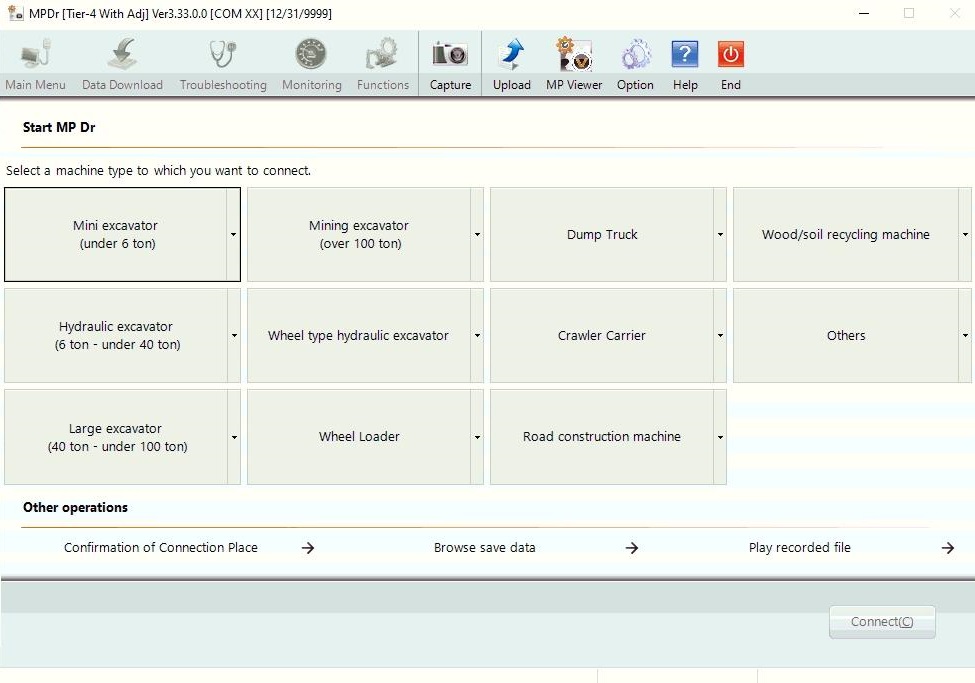 MPDr [Tier-4 With Adj] Ver3.33.0.0 [COM XX] [12/31/9999]
Main Menu
Data Download
Troubleshooting
Monitoring
Functions
Capture
Upload
MP Viewer
Option
Help
End
Start MP Dr
Select a machine type to which you want to connect.
Mini excavator
(under 6 ton)
Mining excavator
(over 100 ton)
Dump Truck
Wood/soil recycling machine
Hydraulic excavator
(6 ton - under 40 ton)
Wheel type hydraulic excavator
Crawler Carrier
Others
Large excavator
(40 ton - under 100 ton)
Wheel Loader
Road construction machine
Other operations
Confirmation of Connection Place
Browse save data
Play recorded file
Connect(C)